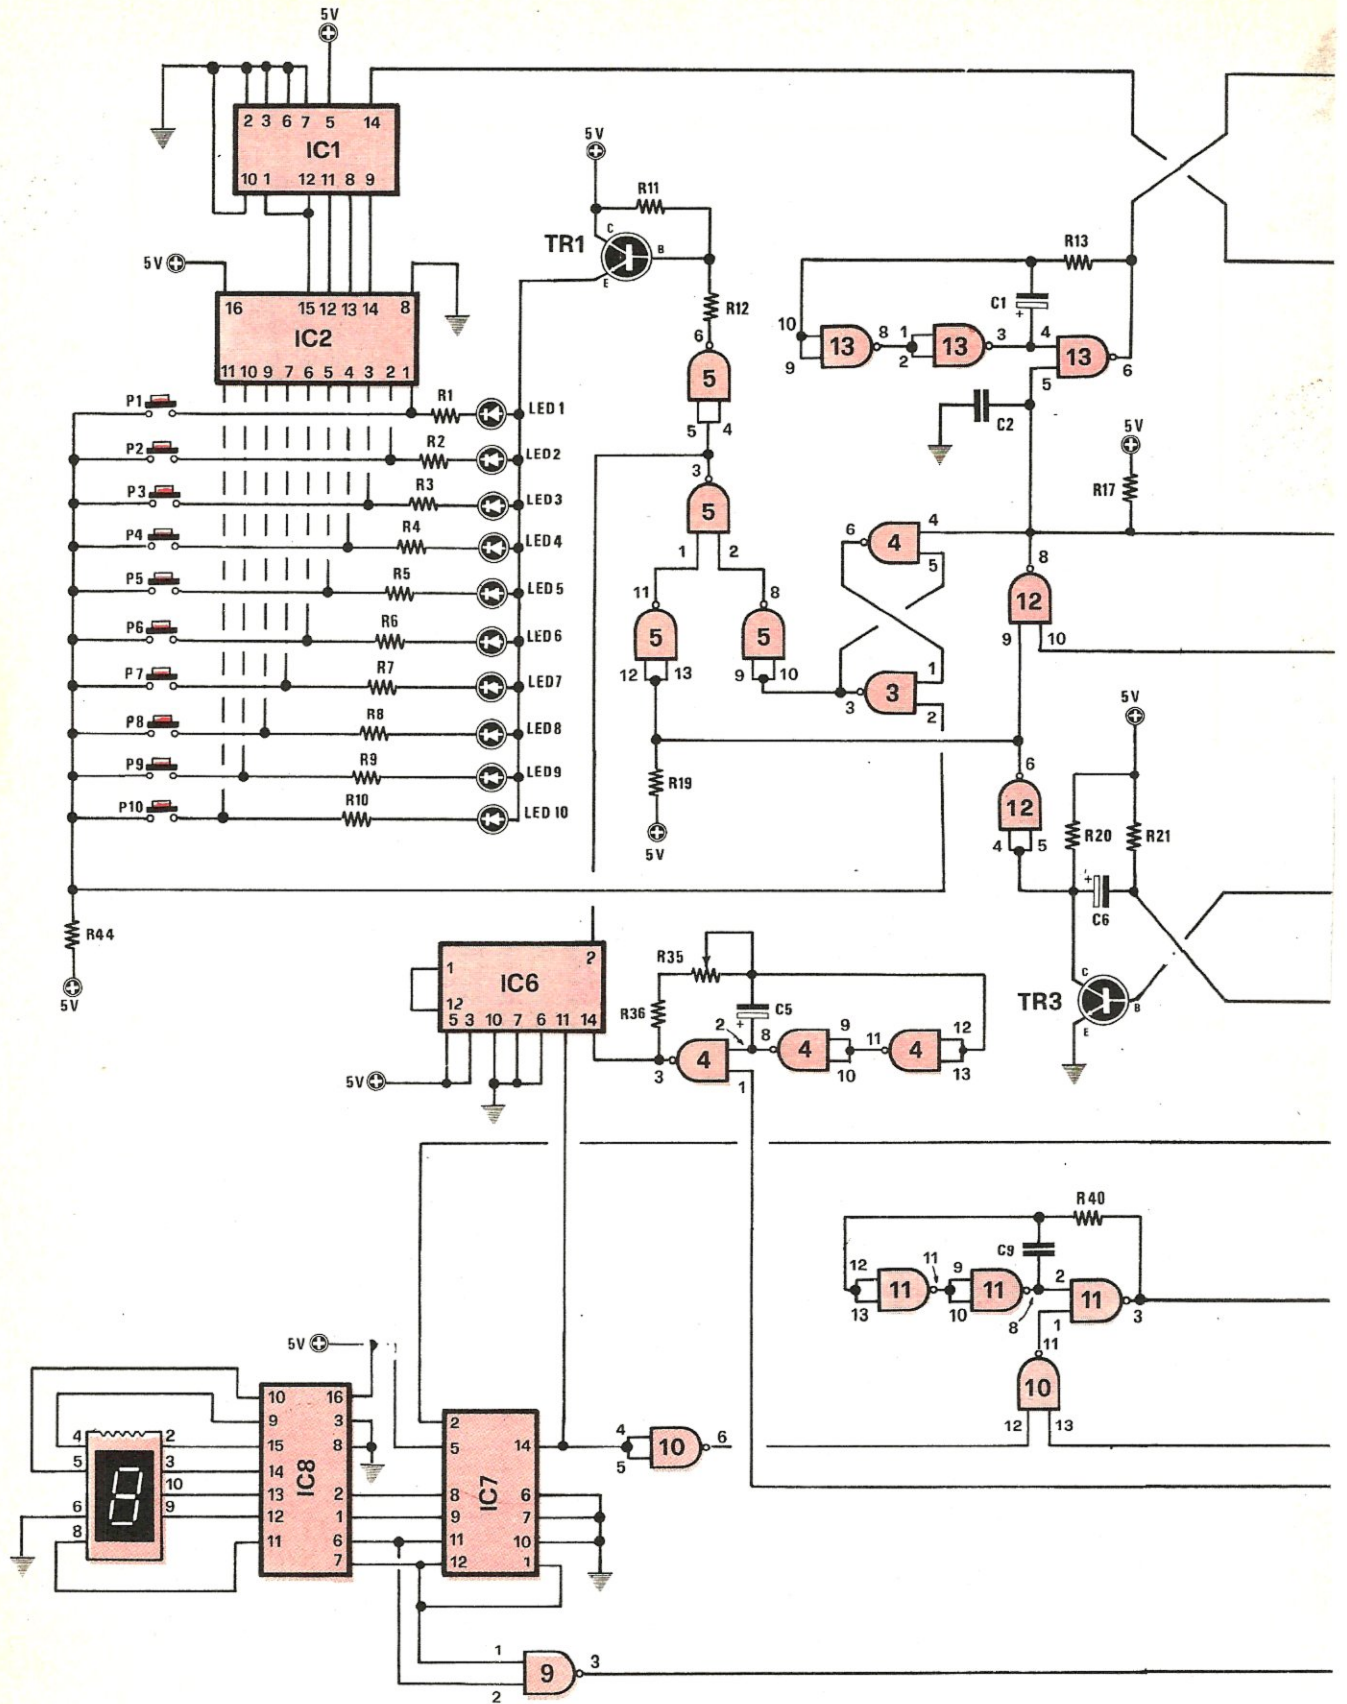 5V
2 3 6 7 5 14
IC1
10 1 12 11 8 9
5V
16 15 12 13 14 8
IC2
11 10 9 7 6 5 4 3 2 1
5V
R11
TR1
C
B
E
R12
6
5
5 4
3
5
1 2
11
5
12 13
8
5
9 10
R19
5V
P1
R1
LED 1
P2
R2
LED 2
P3
R3
LED 3
P4
R4
LED 4
P5
R5
LED 5
P6
R6
LED 6
P7
R7
LED 7
P8
R8
LED 8
P9
R9
LED 9
P10
R10
LED 10
R44
5V
R13
C1
+
10
9
13
8
1
2
13
3
4
5
13
6
C2
5V
R17
6
4
4
5
3
3
1
2
8
12
9 10
6
12
4 5
5V
R20
R21
+
C6
TR3
C
B
E
1
12
IC6
2
5 3 10 7 6 11 14
5V
R35
R36
C5
+
3
4
2
1
8
4
9
10
11
4
12
13
R40
C9
12
13
11
11
9
10
11
8
2
1
11
3
11
10
12 13
5V
4
5
6
8
2
3
10
9
10
9
15
14
13
12
11
IC8
16
3
8
2
1
6
7
2
5
8
9
11
12
IC7
14
6
7
10
1
4
5
10
6
1
2
9
3